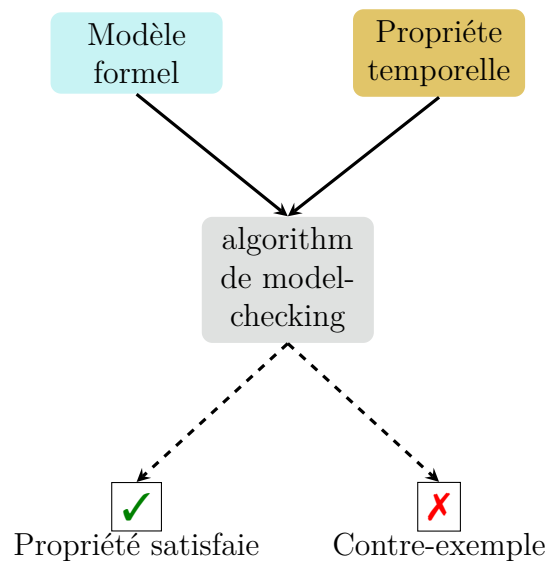 Modèle
formel
Propriéte
temporelle
algorithm
de model-
checking
✓
✗
Propriété satisfaie
Contre-exemple